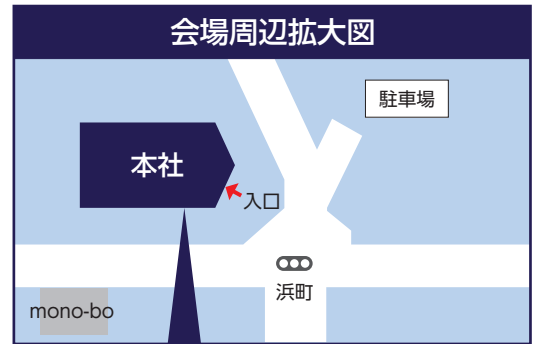 会場周辺拡大図
駐車場
本社
入口
浜町
mono-bo